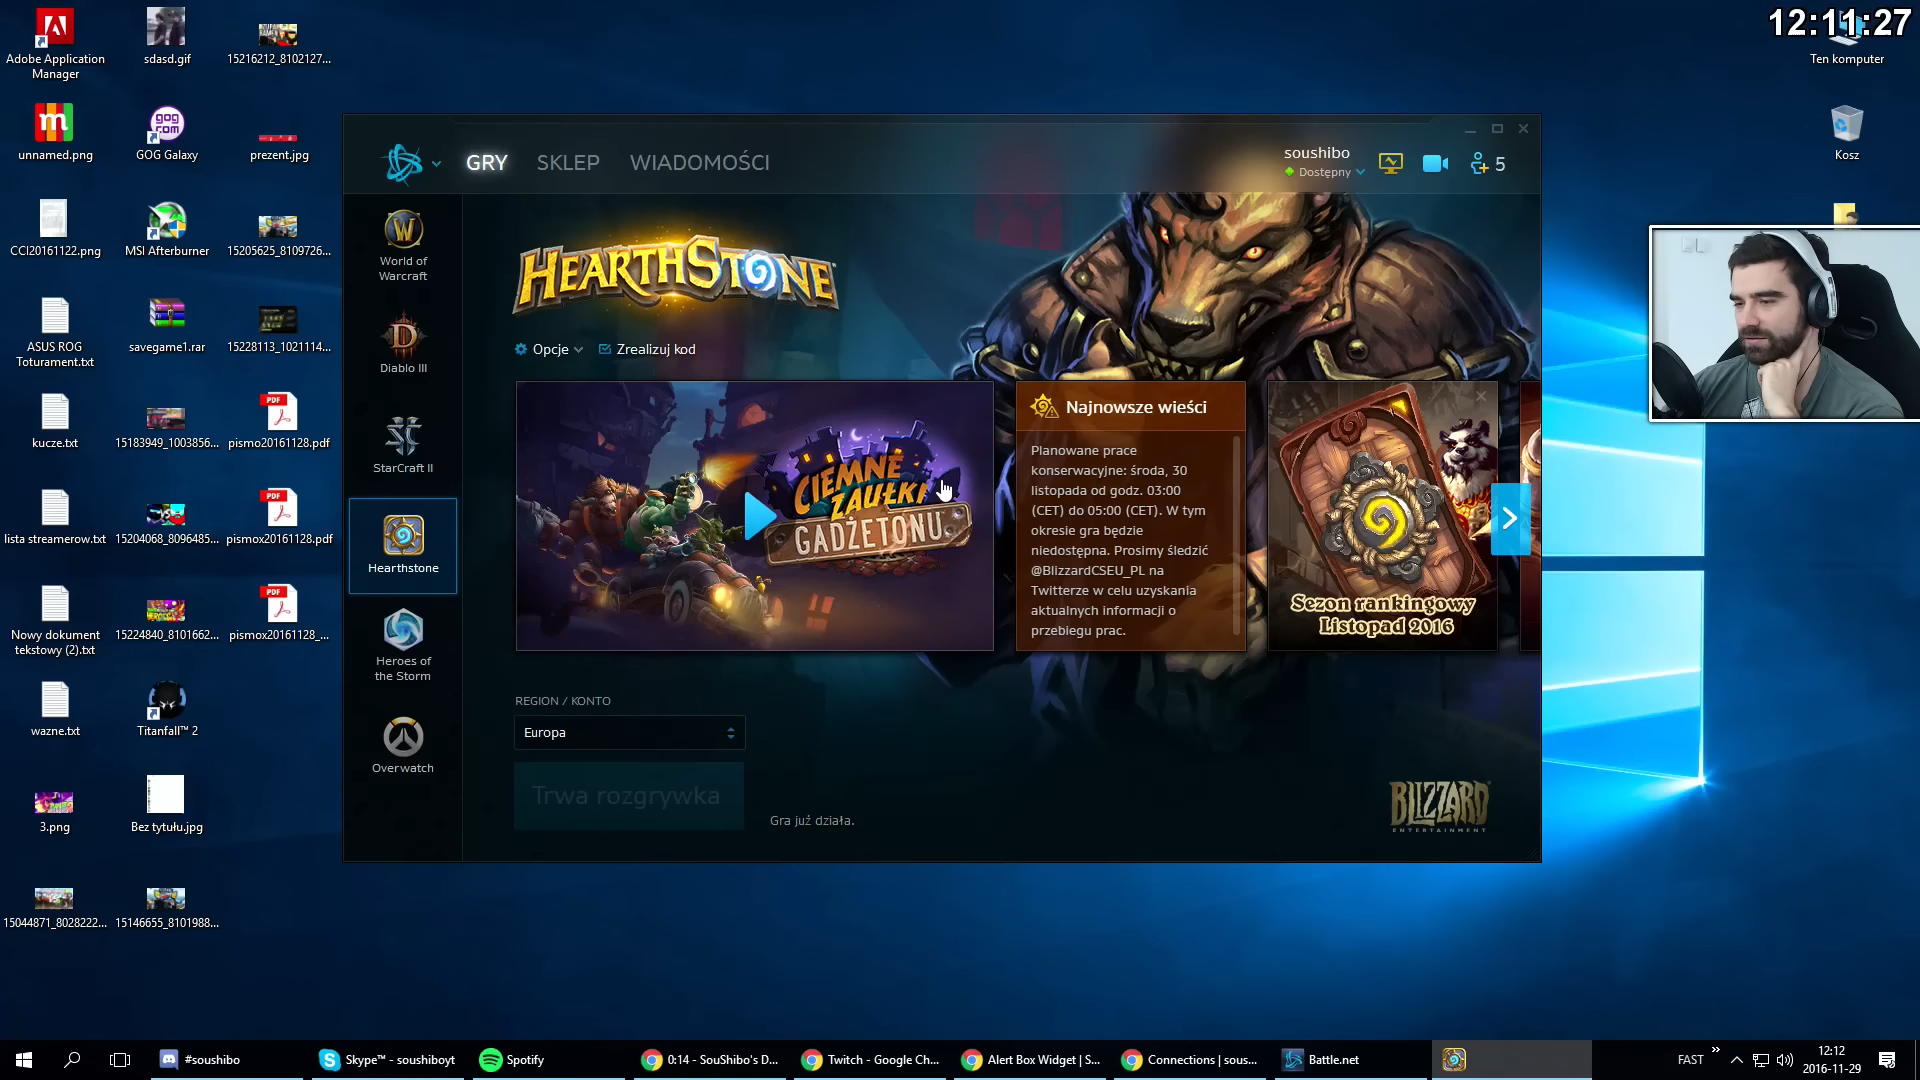 12:11:27
Adobe Application
Manager
sdasd.gif
15216212_8102127...
Ten komputer
unnamed.png
GOG Galaxy
prezent.jpg
Kosz
CCI20161122.png
MSI Afterburner
15205625_8109726...
ASUS ROG
Toturament.txt
savegame1.rar
15228113_1021114...
kucze.txt
15183949_1003856...
pismo20161128.pdf
lista streamerow.txt
15204068_8096485...
pismox20161128.pdf
Nowy dokument
tekstowy (2).txt
15224840_8101662...
pismox20161128_...
wazne.txt
Titanfall™ 2
3.png
Bez tytułu.jpg
15044871_8028222...
15146655_8101988...
GRY
SKLEP
WIADOMOŚCI
soushibo
Dostępny
5
World of
Warcraft
Diablo III
StarCraft II
Hearthstone
Heroes of
the Storm
Overwatch
HEARTHSTONE
Opcje
Zrealizuj kod
CIEMNE
ZAUŁKI
GADŻETONU
Najnowsze wieści
Planowane prace
konserwacyjne: środa, 30
listopada od godz. 03:00
(CET) do 05:00 (CET). W tym
okresie gra będzie
niedostępna. Prosimy śledzić
@BlizzardCSEU_PL na
Twitterze w celu uzyskania
aktualnych informacji o
przebiegu prac.
Sezon rankingowy
Listopad 2016
REGION / KONTO
Europa
Trwa rozgrywka
Gra już działa.
BLIZZARD
ENTERTAINMENT
#soushibo
Skype™ - soushiboyt
Spotify
0:14 - SouShibo's D...
Twitch - Google Ch...
Alert Box Widget | S...
Connections | sous...
Battle.net
FAST
12:12
2016-11-29